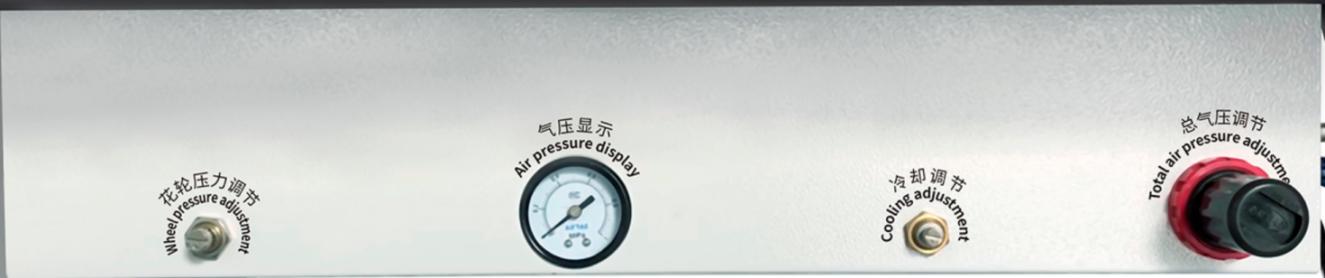 花轮压力调节
Wheel pressure adjustment
气压显示
Air pressure display
冷却调节
Cooling adjustment
总气压调节
Total air pressure adjustme